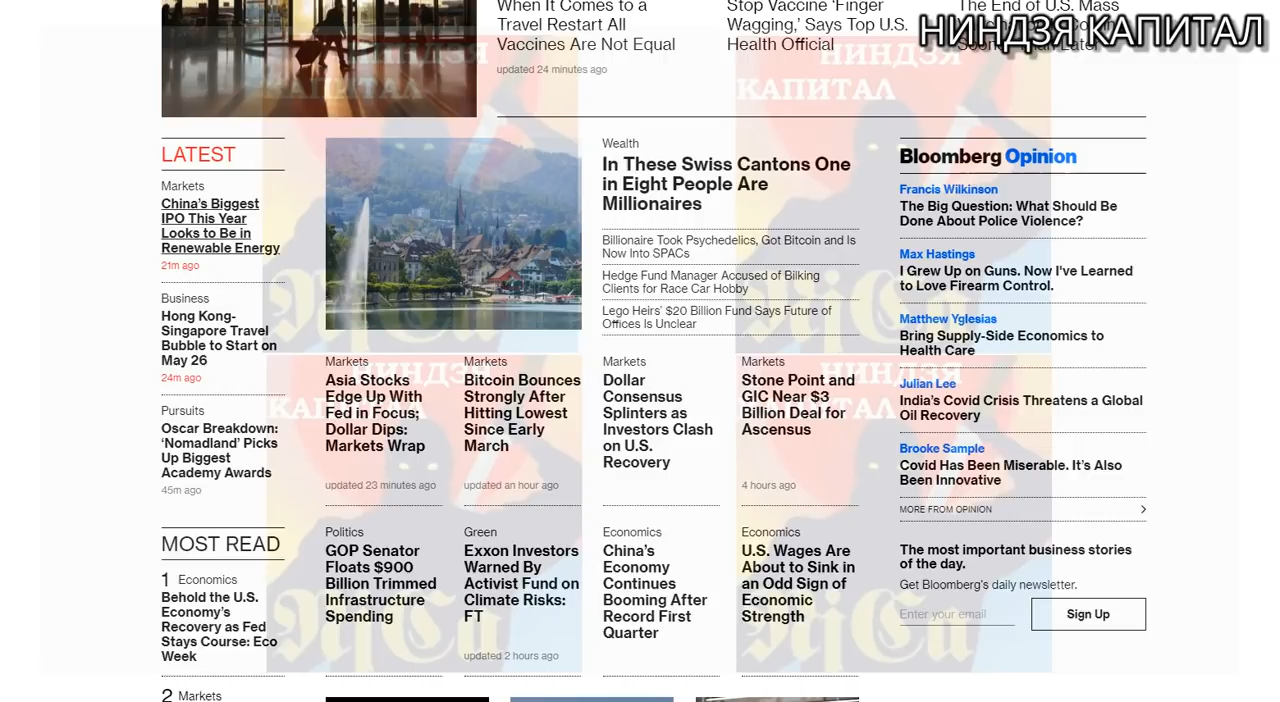 When It Comes to a
Travel Restart All
Vaccines Are Not Equal
updated 24 minutes ago
Stop Vaccine ‘Finger
Wagging,’ Says Top U.S.
Health Official
The End of U.S. Mass
НИНДЗЯ КАПИТАЛ
LATEST
Markets
China’s Biggest
IPO This Year
Looks to Be in
Renewable Energy
21m ago
Business
Hong Kong-
Singapore Travel
Bubble to Start on
May 26
24m ago
Pursuits
Oscar Breakdown:
‘Nomadland’ Picks
Up Biggest
Academy Awards
45m ago
MOST READ
1 Economics
Behold the U.S.
Economy’s
Recovery as Fed
Stays Course: Eco
Week
2 Markets
Wealth
In These Swiss Cantons One
in Eight People Are
Millionaires
Billionaire Took Psychedelics, Got Bitcoin and Is
Now Into SPACs
Hedge Fund Manager Accused of Bilking
Clients for Race Car Hobby
Lego Heirs’ $20 Billion Fund Says Future of
Offices Is Unclear
Markets
Asia Stocks
Edge Up With
Fed in Focus;
Dollar Dips:
Markets Wrap
updated 23 minutes ago
Markets
Bitcoin Bounces
Strongly After
Hitting Lowest
Since Early
March
updated an hour ago
Markets
Dollar
Consensus
Splinters as
Investors Clash
on U.S.
Recovery
Markets
Stone Point and
GIC Near $3
Billion Deal for
Ascensus
4 hours ago
Politics
GOP Senator
Floats $900
Billion Trimmed
Infrastructure
Spending
Green
Exxon Investors
Warned By
Activist Fund on
Climate Risks:
FT
updated 2 hours ago
Economics
China’s
Economy
Continues
Booming After
Record First
Quarter
Economics
U.S. Wages Are
About to Sink in
an Odd Sign of
Economic
Strength
Bloomberg Opinion
Francis Wilkinson
The Big Question: What Should Be
Done About Police Violence?
Max Hastings
I Grew Up on Guns. Now I've Learned
to Love Firearm Control.
Matthew Yglesias
Bring Supply-Side Economics to
Health Care
Julian Lee
India’s Covid Crisis Threatens a Global
Oil Recovery
Brooke Sample
Covid Has Been Miserable. It’s Also
Been Innovative
MORE FROM OPINION
The most important business stories
of the day.
Get Bloomberg's daily newsletter.
Enter your email
Sign Up
НИНДЗЯ
КАПИТАЛ
НИНДЗЯ
КАПИТАЛ
НИНДЗЯ
КАПИТАЛ
НИНДЗЯ
КАПИТАЛ